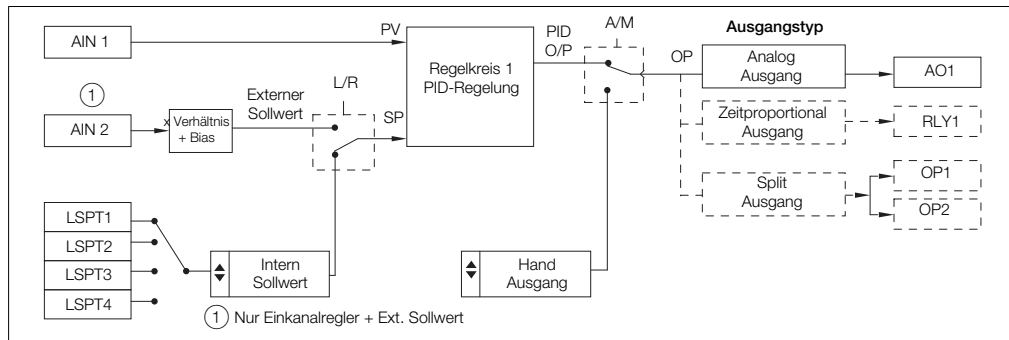 AIN 1
PV
Regelkreis 1
PID-Regelung
PID
O/P
A/M
Ausgangstyp
OP
Analog
Ausgang
AO1
1
AIN 2
x Verhältnis
+ Bias
Externer
Sollwert
L/R
SP
Zeitproportional
Ausgang
RLY1
Split
Ausgang
OP1
OP2
LSPT1
LSPT2
LSPT3
LSPT4
Intern
Sollwert
Hand
Ausgang
1 Nur Einkanalregler + Ext. Sollwert